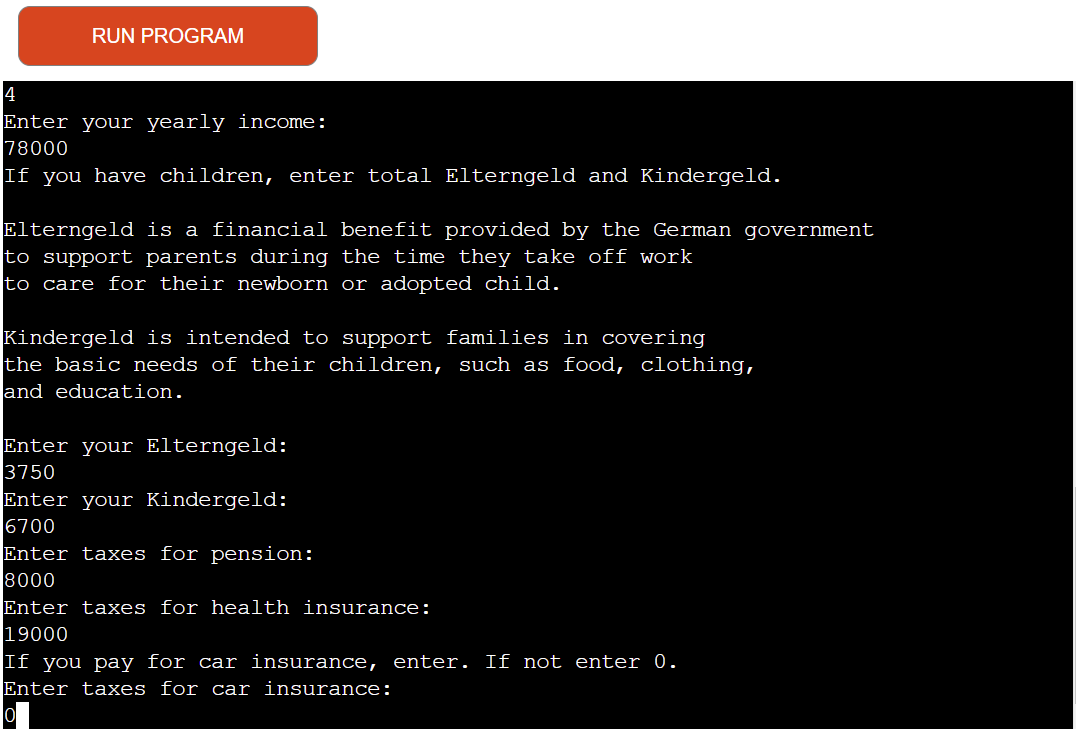 RUN PROGRAM
4
Enter your yearly income:
78000
If you have children, enter total Elterngeld and Kindergeld.
Elterngeld is a financial benefit provided by the German government
to support parents during the time they take off work
to care for their newborn or adopted child.
Kindergeld is intended to support families in covering
the basic needs of their children, such as food, clothing,
and education.
Enter your Elterngeld:
3750
Enter your Kindergeld:
6700
Enter taxes for pension:
8000
Enter taxes for health insurance:
19000
If you pay for car insurance, enter. If not enter 0.
Enter taxes for car insurance:
0